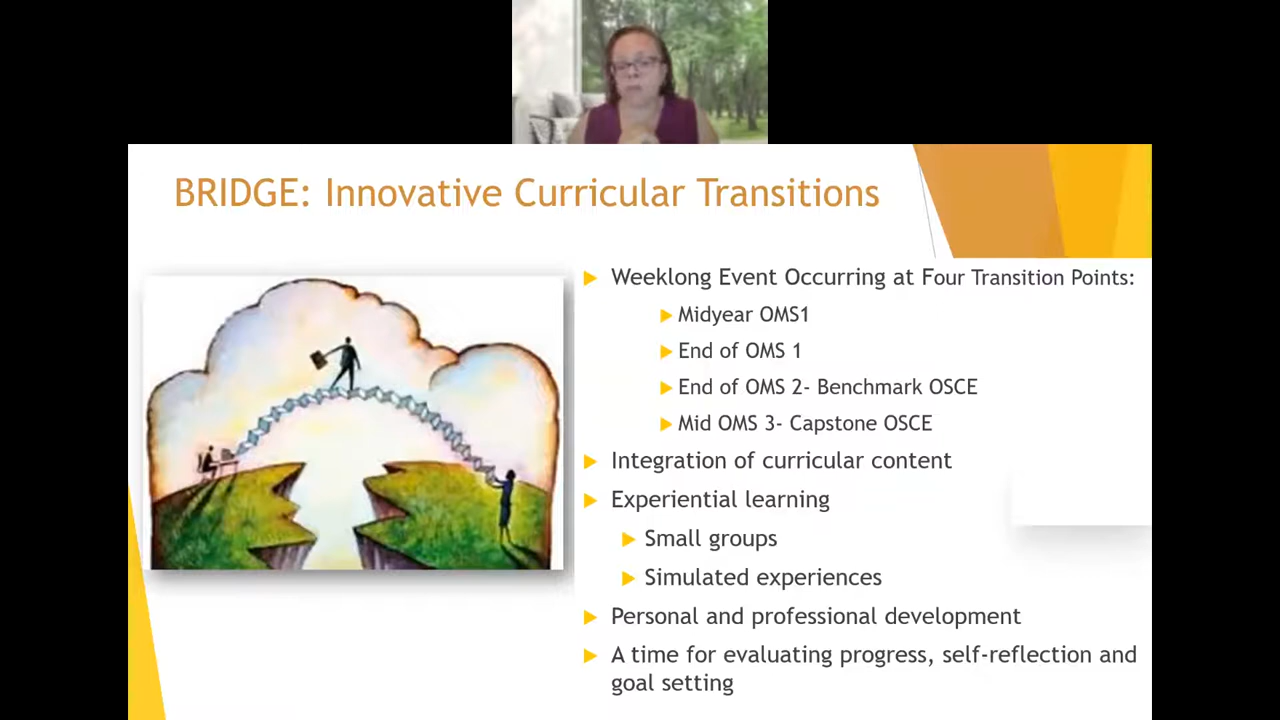 BRIDGE: Innovative Curricular Transitions
Weeklong Event Occurring at Four Transition Points:
Midyear OMS1
End of OMS 1
End of OMS 2- Benchmark OSCE
Mid OMS 3- Capstone OSCE
Integration of curricular content
Experiential learning
Small groups
Simulated experiences
Personal and professional development
A time for evaluating progress, self-reflection and
goal setting